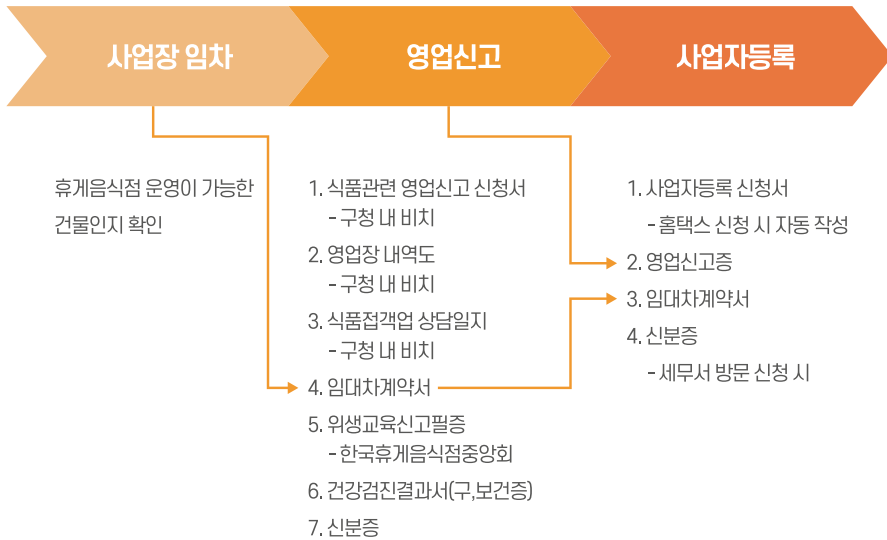 사업장 임차
영업신고
사업자등록
휴게음식점 운영이 가능한
건물인지 확인
1. 식품관련 영업신고 신청서
- 구청 내 비치
2. 영업장 내역도
- 구청 내 비치
3. 식품접객업 상담일지
- 구청 내 비치
4. 임대차계약서
5. 위생교육신고필증
- 한국휴게음식점중앙회
6. 건강검진결과서(구,보건증)
7. 신분증
1. 사업자등록 신청서
- 홈택스 신청 시 자동 작성
2. 영업신고증
3. 임대차계약서
4. 신분증
- 세무서 방문 신청 시